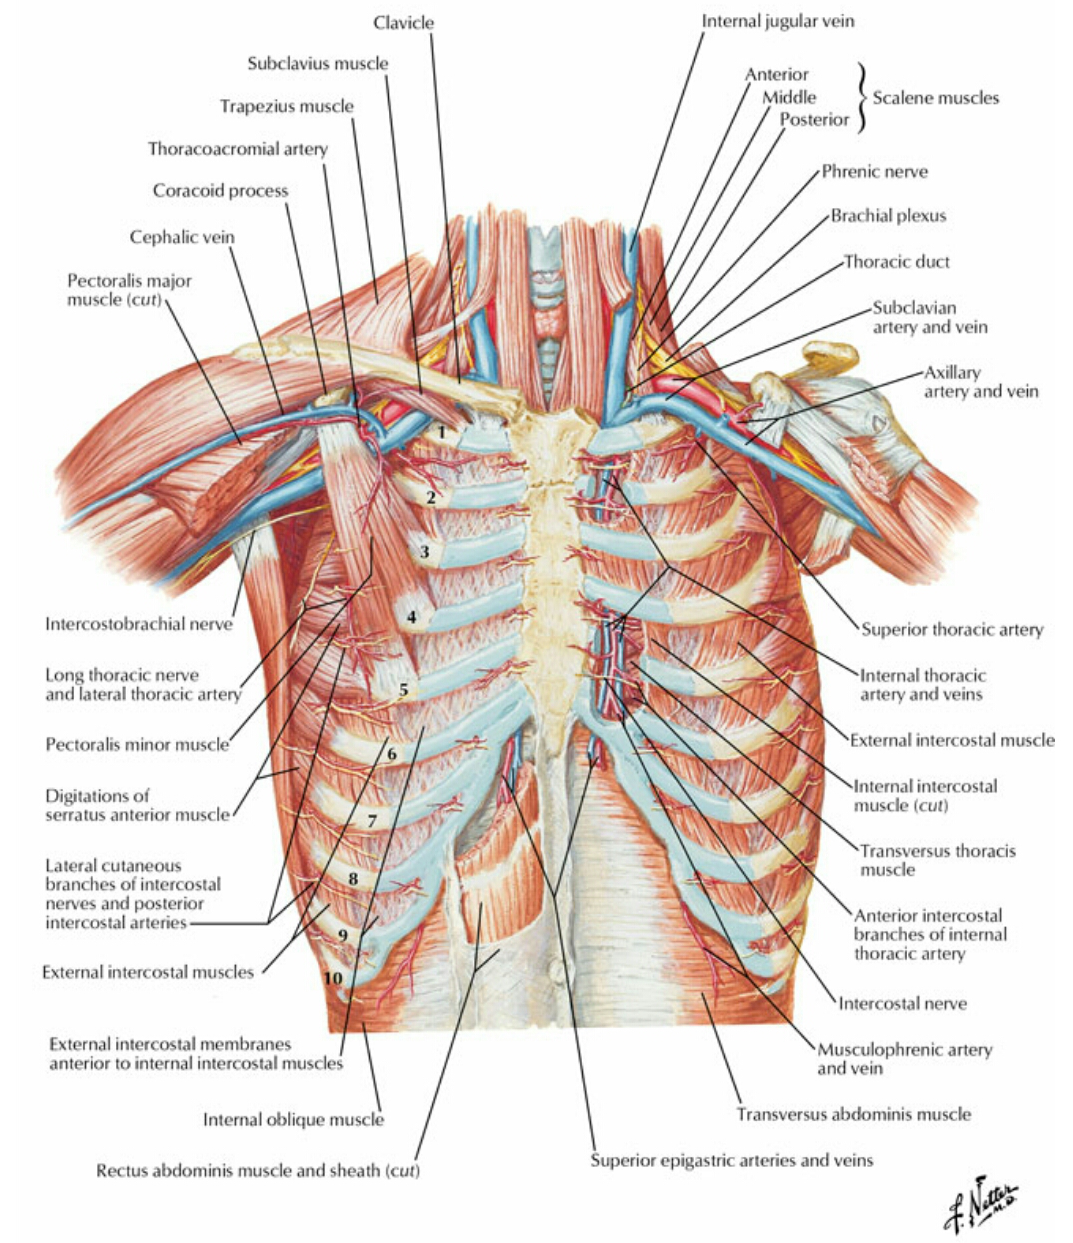 Clavicle
Subclavius muscle
Trapezius muscle
Thoracoacromial artery
Coracoid process
Cephalic vein
Pectoralis major
muscle (cut)
Intercostobrachial nerve
Long thoracic nerve
and lateral thoracic artery
Pectoralis minor muscle
Digitations of
serratus anterior muscle
Lateral cutaneous
branches of intercostal
nerves and posterior
intercostal arteries
External intercostal muscles
External intercostal membranes
anterior to internal intercostal muscles
Internal oblique muscle
Rectus abdominis muscle and sheath (cut)
1
2
3
4
5
6
7
8
9
10
Internal jugular vein
Anterior
Middle
Posterior
Scalene muscles
Phrenic nerve
Brachial plexus
Thoracic duct
Subclavian
artery and vein
Axillary
artery and vein
Superior thoracic artery
Internal thoracic
artery and veins
External intercostal muscle
Internal intercostal
muscle (cut)
Transversus thoracis
muscle
Anterior intercostal
branches of internal
thoracic artery
Intercostal nerve
Musculophrenic artery
and vein
Transversus abdominis muscle
Superior epigastric arteries and veins
F. Netter
M.D.